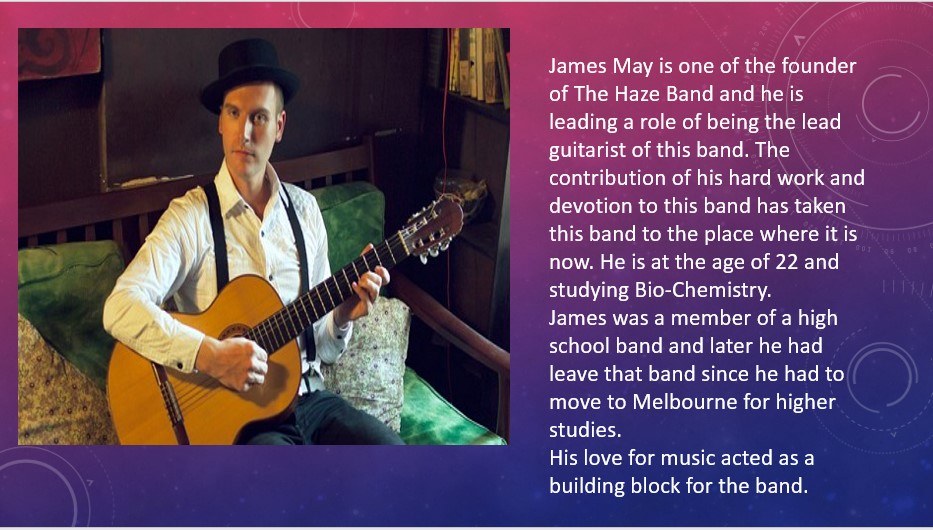 James May is one of the founder
of The Haze Band and he is
leading a role of being the lead
guitarist of this band. The
contribution of his hard work and
devotion to this band has taken
this band to the place where it is
now. He is at the age of 22 and
studying Bio-Chemistry.
James was a member of a high
school band and later he had
leave that band since he had to
move to Melbourne for higher
studies.
His love for music acted as a
building block for the band.